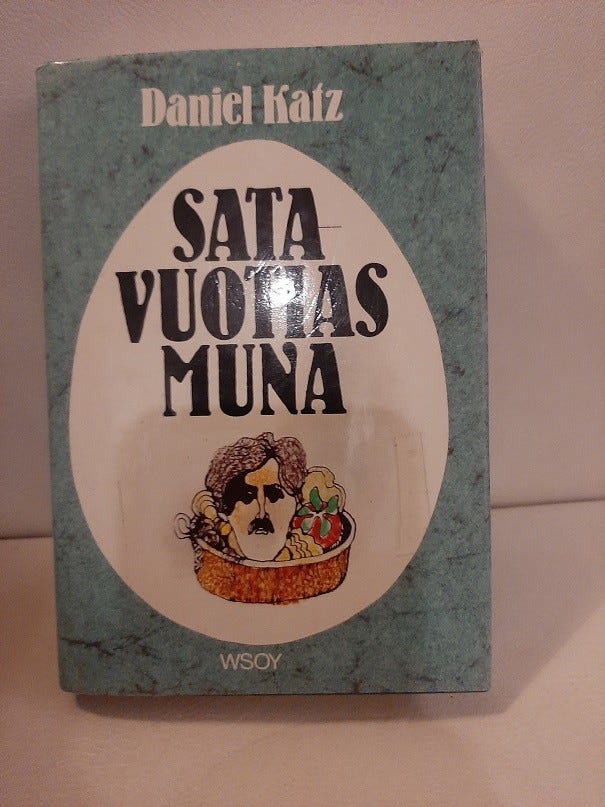 Daniel Katz
SATA-
VUOTIAS
MUNA
WSOY